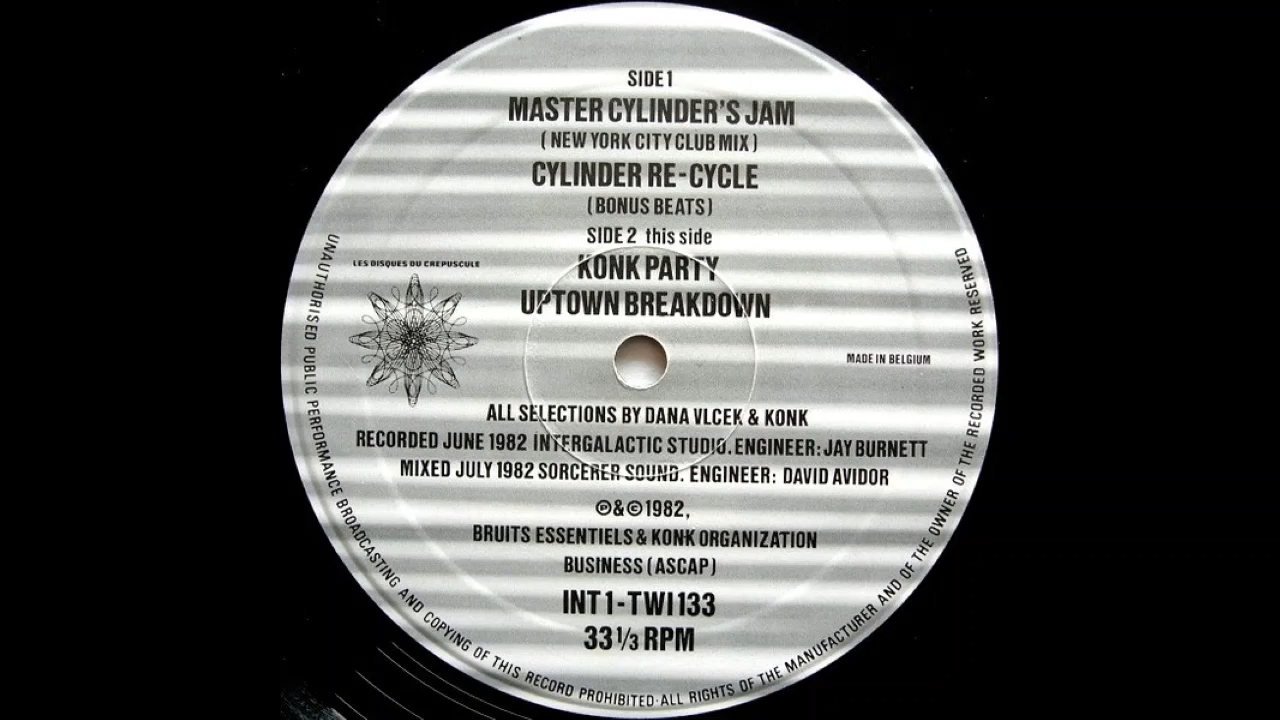 SIDE 1
MASTER CYLINDER'S JAM
( NEW YORK CITY CLUB MIX )
CYLINDER RE-CYCLE
( BONUS BEATS )
SIDE 2 this side
KONK PARTY
UPTOWN BREAKDOWN
LES DISQUES DU CREPUSCULE
MADE IN BELGIUM
ALL SELECTIONS BY DANA VLCEK & KONK
RECORDED JUNE 1982 INTERGALACTIC STUDIO. ENGINEER: JAY BURNETT
MIXED JULY 1982 SORCERER SOUND. ENGINEER: DAVID AVIDOR
℗&©1982,
BRUITS ESSENTIELS & KONK ORGANIZATION
BUSINESS ( ASCAP )
INT 1 - TWI 133
33 1/3 RPM
UNAUTHORISED PUBLIC PERFORMANCE BROADCASTING AND COPYING OF THIS RECORD PROHIBITED·ALL RIGHTS OF THE MANUFACTURER AND OF THE OWNER OF THE RECORDED WORK RESERVED